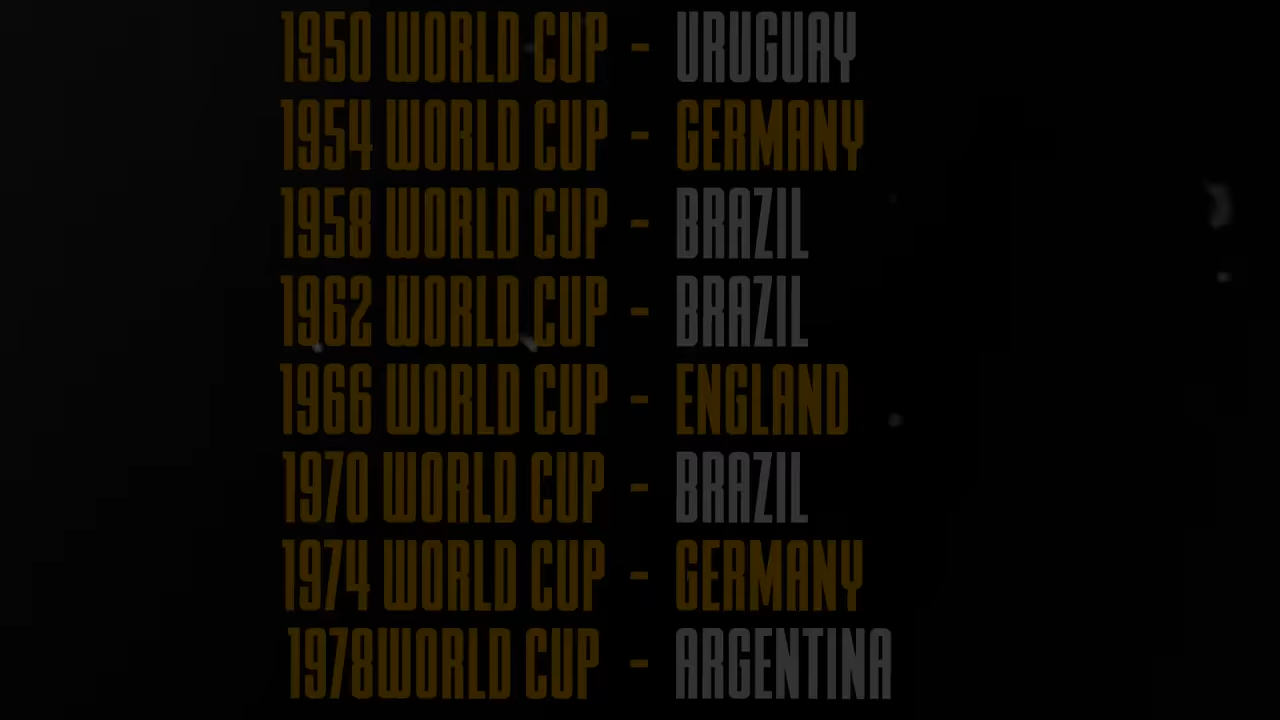 1950 WORLD CUP - URUGUAY
1954 WORLD CUP - GERMANY
1958 WORLD CUP - BRAZIL
1962 WORLD CUP - BRAZIL
1966 WORLD CUP - ENGLAND
1970 WORLD CUP - BRAZIL
1974 WORLD CUP - GERMANY
1978WORLD CUP - ARGENTINA